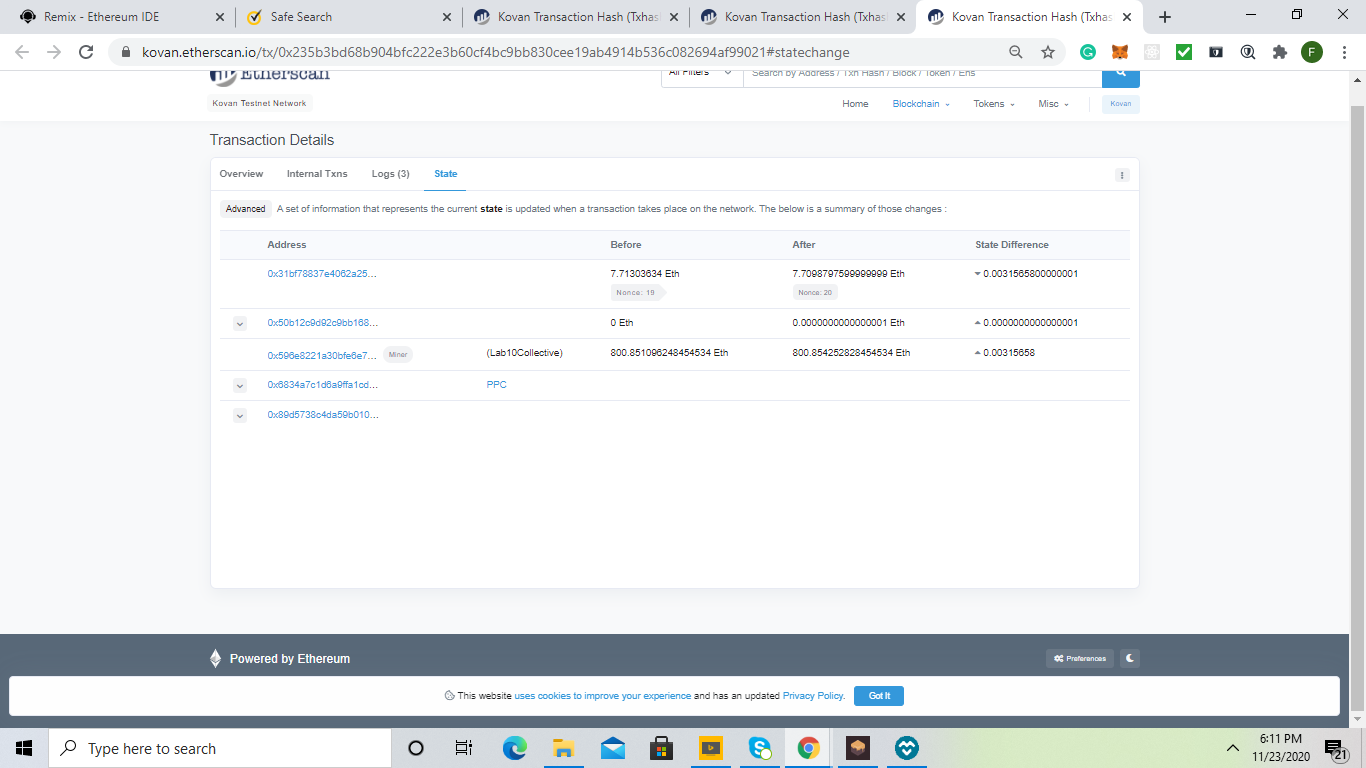 Remix - Ethereum IDE
Safe Search
Kovan Transaction Hash (Txhas
Kovan Transaction Hash (Txhas
Kovan Transaction Hash (Txhas
kovan.etherscan.io/tx/0x235b3bd68b904bfc222e3b60cf4bc9bb830cee19ab4914b536c082694af99021#statechange
F
Etherscan
All Filters
Search by Address / Txn Hash / Block / Token / Ens
Kovan Testnet Network
Home Blockchain Tokens Misc Kovan
Transaction Details
Overview Internal Txns Logs (3) State
Advanced A set of information that represents the current state is updated when a transaction takes place on the network. The below is a summary of those changes :
Address Before After State Difference
0x31bf78837e4062a25... 7.71303634 Eth 7.7098797599999999 Eth 0.0031565800000001
Nonce: 19 Nonce: 20
0x50b12c9d92c9bb168... 0 Eth 0.0000000000000001 Eth 0.0000000000000001
0x596e8221a30bfe6e7... Miner (Lab10Collective) 800.851096248454534 Eth 800.854252828454534 Eth 0.00315658
0x6834a7c1d6a9ffa1cd... PPC
0x89d5738c4da59b010...
Powered by Ethereum
Preferences
This website uses cookies to improve your experience and has an updated Privacy Policy.
Got It
Type here to search
6:11 PM
11/23/2020
21